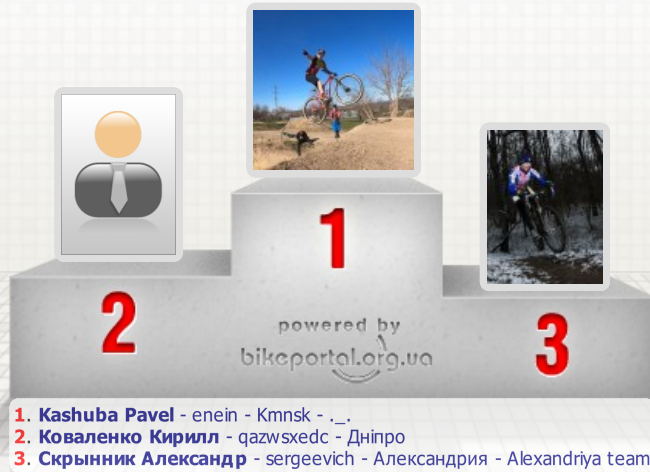 1
2
3
powered by
bikeportal.org.ua
1. Kashuba Pavel - enein - Kmnsk - ._.
2. Коваленко Кирилл - qazwsxedc - Дніпро
3. Скрынник Александр - sergeevich - Александрия - Alexandriya team